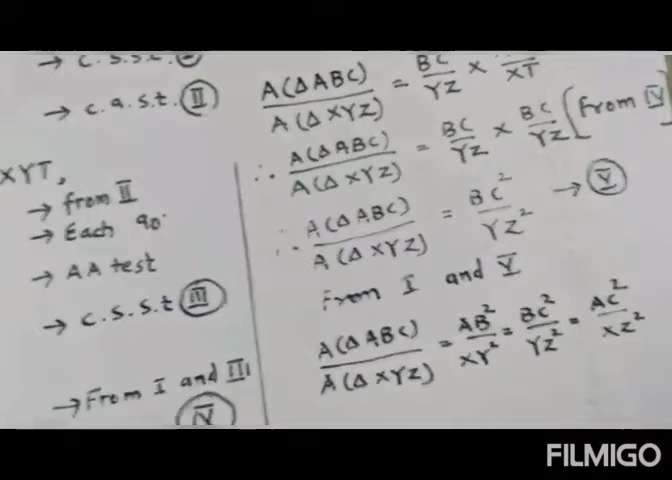 → c.s.s.t.
→ c.a.s.t. II
XYT,
→ from II
→ Each 90°
→ AA test
→ c.s.s.t III
→ From I and III
IV
A(ΔABC)/A(ΔXYZ) = BC/YZ × /XT
∴ A(ΔABC)/A(ΔXYZ) = BC/YZ × BC/YZ [From IV]
∴ A(ΔABC)/A(ΔXYZ) = BC²/YZ² → V
From I and V
A(ΔABC)/A(ΔXYZ) = AB²/XY² = BC²/YZ² = AC²/XZ²
FILMIGO